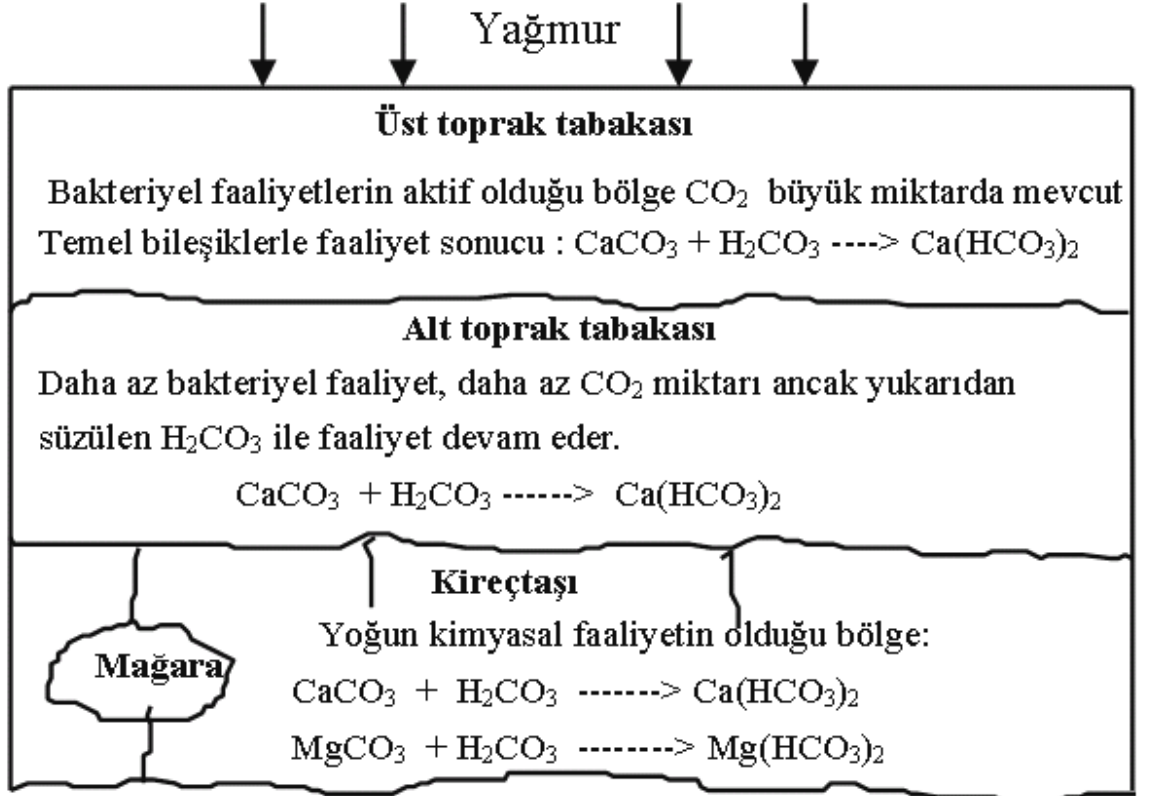 Yağmur
Üst toprak tabakası
Bakteriyel faaliyetlerin aktif olduğu bölge CO₂ büyük miktarda mevcut
Temel bileşiklerle faaliyet sonucu : CaCO₃ + H₂CO₃ ----> Ca(HCO₃)₂
Alt toprak tabakası
Daha az bakteriyel faaliyet, daha az CO₂ miktarı ancak yukarıdan
süzülen H₂CO₃ ile faaliyet devam eder.
CaCO₃ + H₂CO₃ ------> Ca(HCO₃)₂
Kireçtaşı
Yoğun kimyasal faaliyetin olduğu bölge:
Mağara
CaCO₃ + H₂CO₃ -------> Ca(HCO₃)₂
MgCO₃ + H₂CO₃ --------> Mg(HCO₃)₂